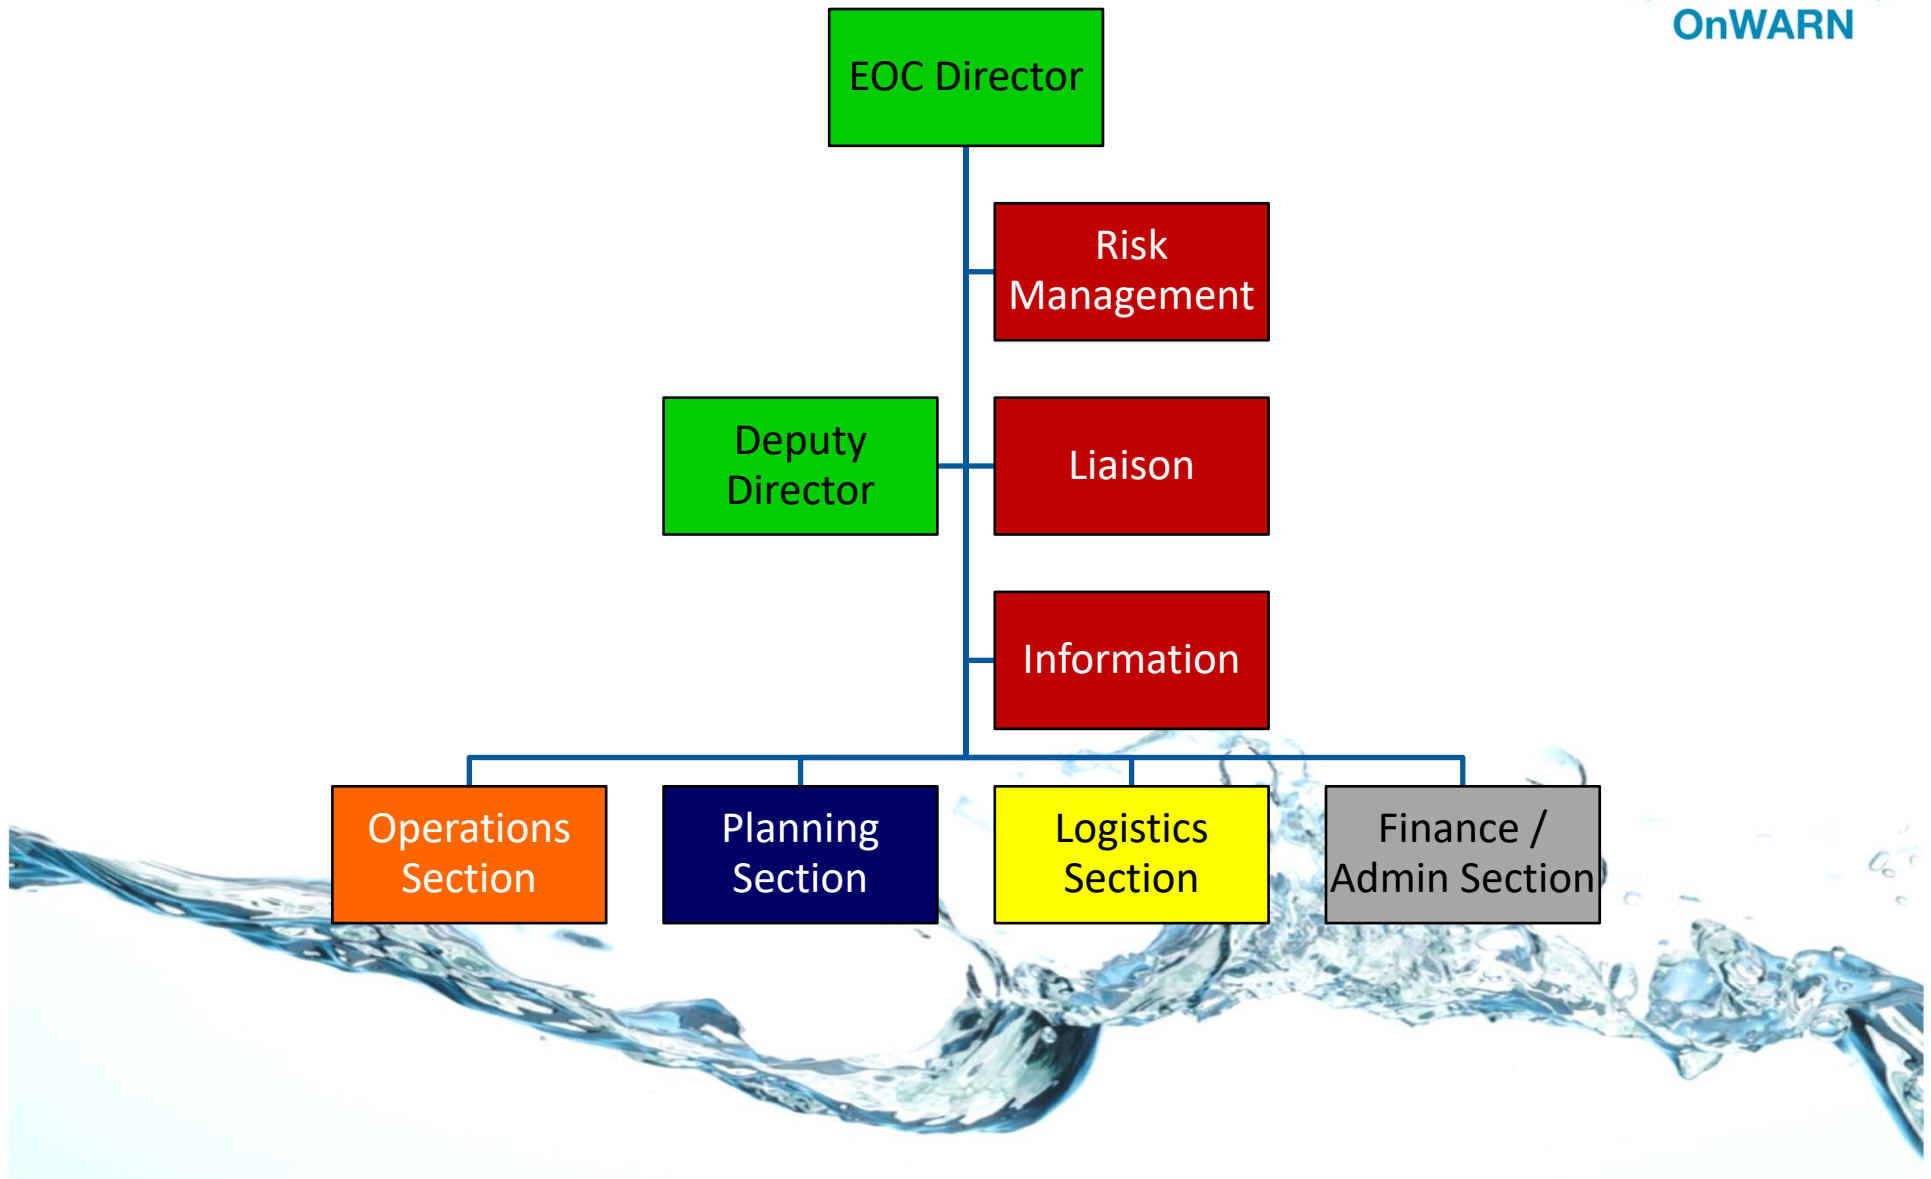 OnWARN
EOC Director
Risk
Management
Deputy
Director
Liaison
Information
Operations
Section
Planning
Section
Logistics
Section
Finance /
Admin Section